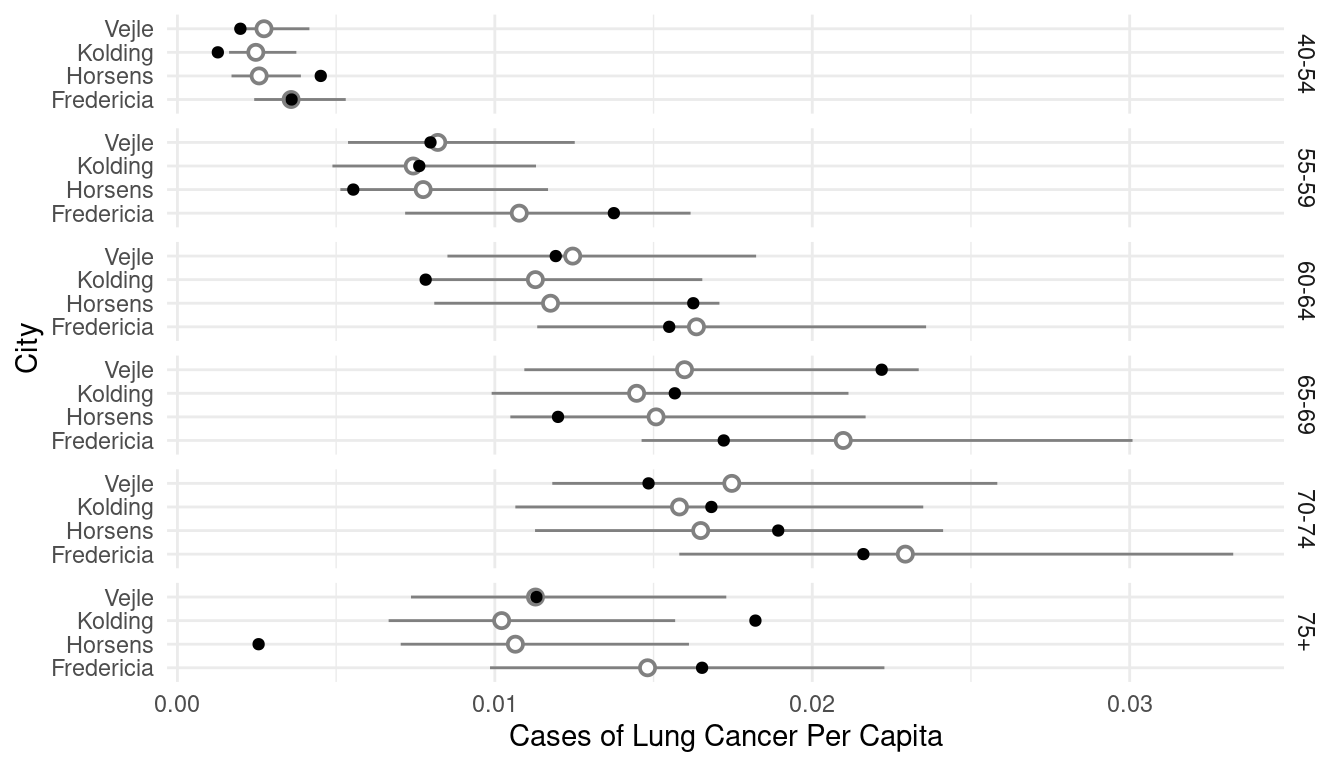 Vejle
Kolding
Horsens
Fredericia
40-54
Vejle
Kolding
Horsens
Fredericia
55-59
Vejle
Kolding
Horsens
Fredericia
60-64
Vejle
Kolding
Horsens
Fredericia
65-69
Vejle
Kolding
Horsens
Fredericia
70-74
Vejle
Kolding
Horsens
Fredericia
75+
City
0.00 0.01 0.02 0.03
Cases of Lung Cancer Per Capita